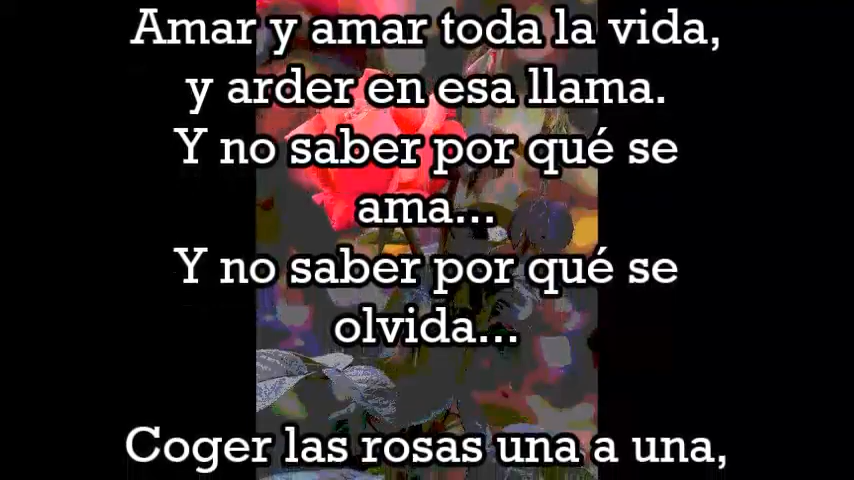 Amar y amar toda la vida,
y arder en esa llama.
Y no saber por qué se
ama...
Y no saber por qué se
olvida...
Coger las rosas una a una,